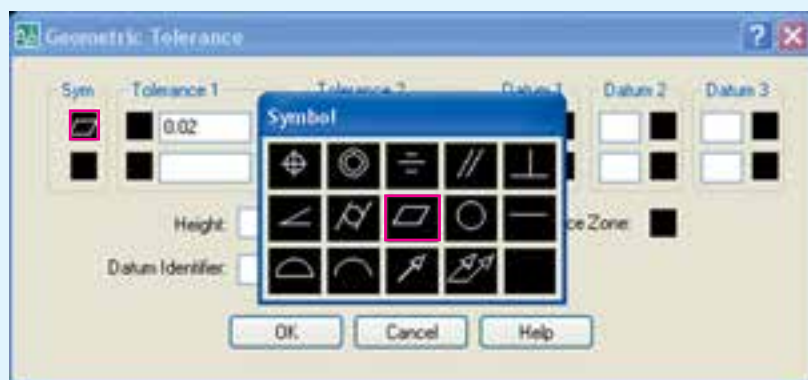 Geometric Tolerance
Sym Tolerance 1 Tolerance 2 Datum 1 Datum 2 Datum 3
0.02
Symbol
Height:
ce Zone:
Datum Identifier:
OK Cancel Help